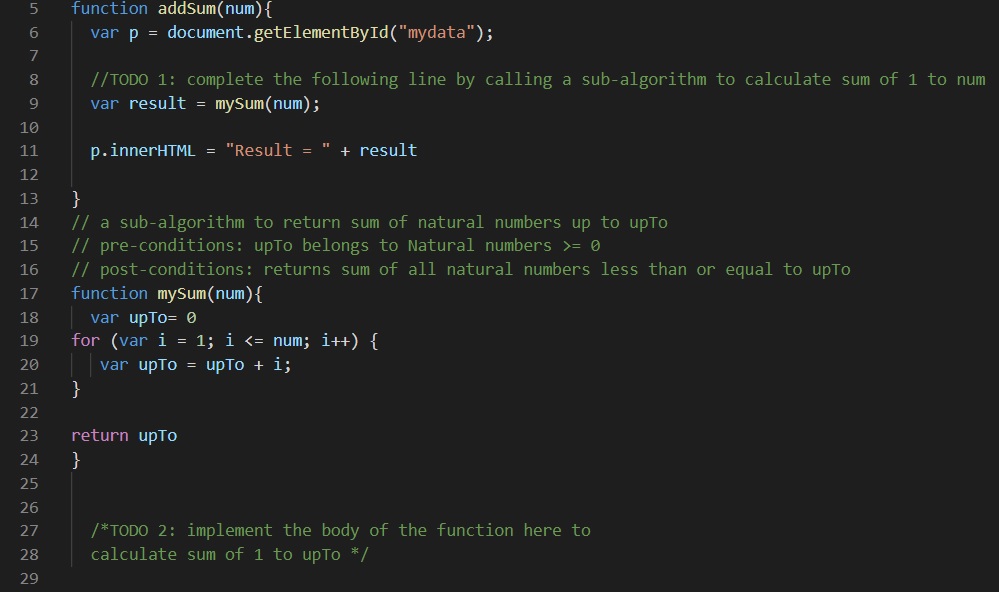 5 function addSum(num){
6 var p = document.getElementById("mydata");
7
8 //TODO 1: complete the following line by calling a sub-algorithm to calculate sum of 1 to num
9 var result = mySum(num);
10
11 p.innerHTML = "Result = " + result
12
13 }
14 // a sub-algorithm to return sum of natural numbers up to upTo
15 // pre-conditions: upTo belongs to Natural numbers >= 0
16 // post-conditions: returns sum of all natural numbers less than or equal to upTo
17 function mySum(num){
18 var upTo= 0
19 for (var i = 1; i <= num; i++) {
20 var upTo = upTo + i;
21 }
22
23 return upTo
24 }
25
26
27 /*TODO 2: implement the body of the function here to
28 calculate sum of 1 to upTo */
29